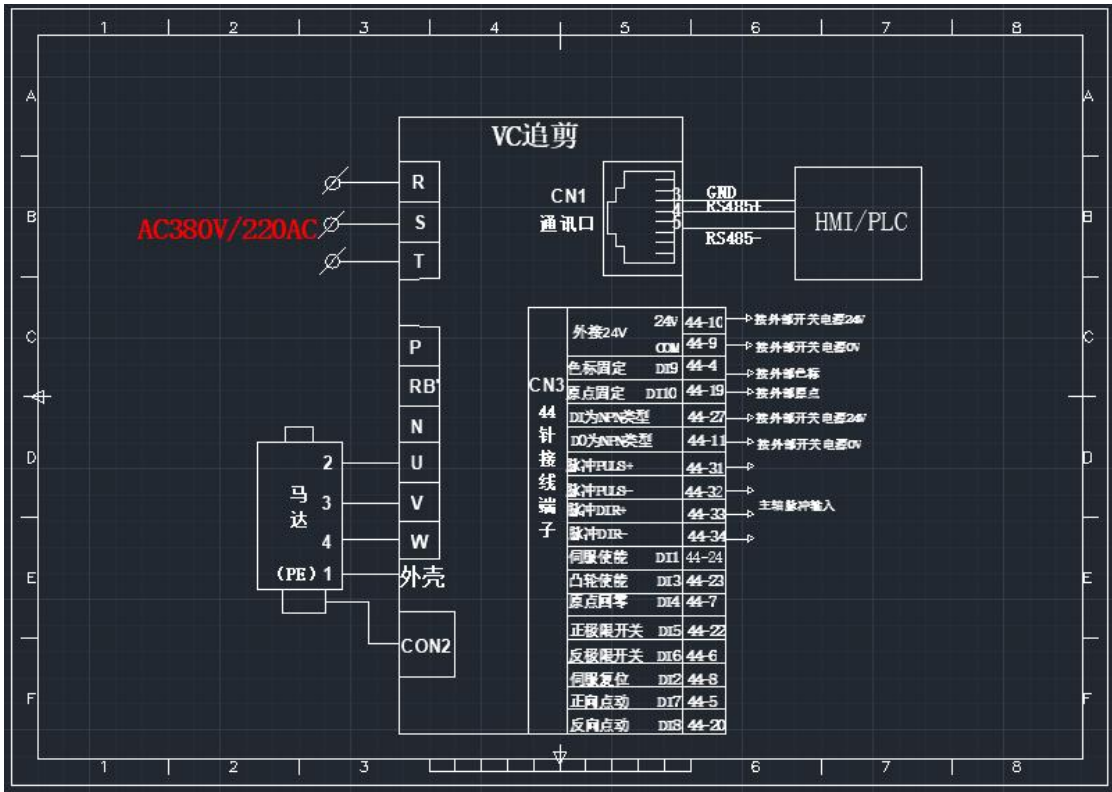 1 2 3 4 5 6 7 8
A A
VC追剪
R
CN1
3 GND
B AC380V/220AC S 通讯口 4 RS485+ HMI/PLC B
5 RS485-
T
C C
外接24V 24V 44-10 接外部开关电源24V
COM 44-9 接外部开关电源0V
P
色标固定 DI9 44-4 接外部色标
RB' CN3 原点固定 DI10 44-19 接外部原点
44针接线端子
N DI为NPN类型 44-27 接外部开关电源24V
DO为NPN类型 44-11 接外部开关电源0V
D D
2 U 脉冲PULS+ 44-31
脉冲PULS- 44-32
马达 3 V 脉冲DIR+ 44-33 主轴脉冲输入
4 W 脉冲DIR- 44-34
伺服使能 DI1 44-24
E (PE) 1 外壳 凸轮使能 DI3 44-23 E
原点回零 DI4 44-7
正极限开关 DI5 44-22
CON2 反极限开关 DI6 44-6
伺服复位 DI2 44-8
F 正向点动 DI7 44-5 F
反向点动 DI8 44-20
1 2 3 6 7 8